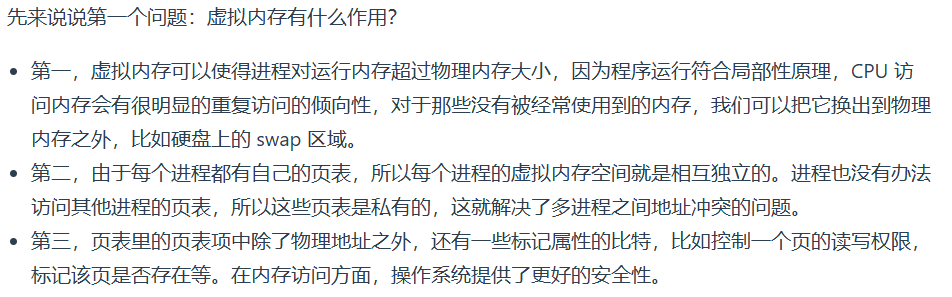 先来说说第一个问题：虚拟内存有什么作用？
• 第一，虚拟内存可以使得进程对运行内存超过物理内存大小，因为程序运行符合局部性原理，CPU 访
问内存会有很明显的重复访问的倾向性，对于那些没有被经常使用到的内存，我们可以把它换出到物理
内存之外，比如硬盘上的 swap 区域。
• 第二，由于每个进程都有自己的页表，所以每个进程的虚拟内存空间就是相互独立的。进程也没有办法
访问其他进程的页表，所以这些页表是私有的，这就解决了多进程之间地址冲突的问题。
• 第三，页表里的页表项中除了物理地址之外，还有一些标记属性的比特，比如控制一个页的读写权限，
标记该页是否存在等。在内存访问方面，操作系统提供了更好的安全性。